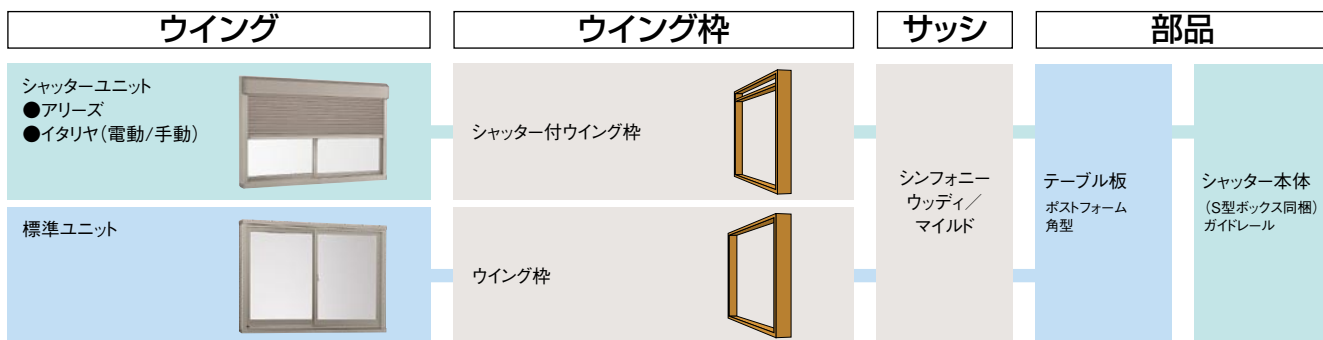 ウイング
ウイング枠
サッシ
部品
シャッターユニット
●アリーズ
●イタリヤ(電動/手動)
シャッター付ウイング枠
シンフォニー
ウッディ／
マイルド
テーブル板
ポストフォーム
角型
シャッター本体
(S型ボックス同梱)
ガイドレール
標準ユニット
ウイング枠